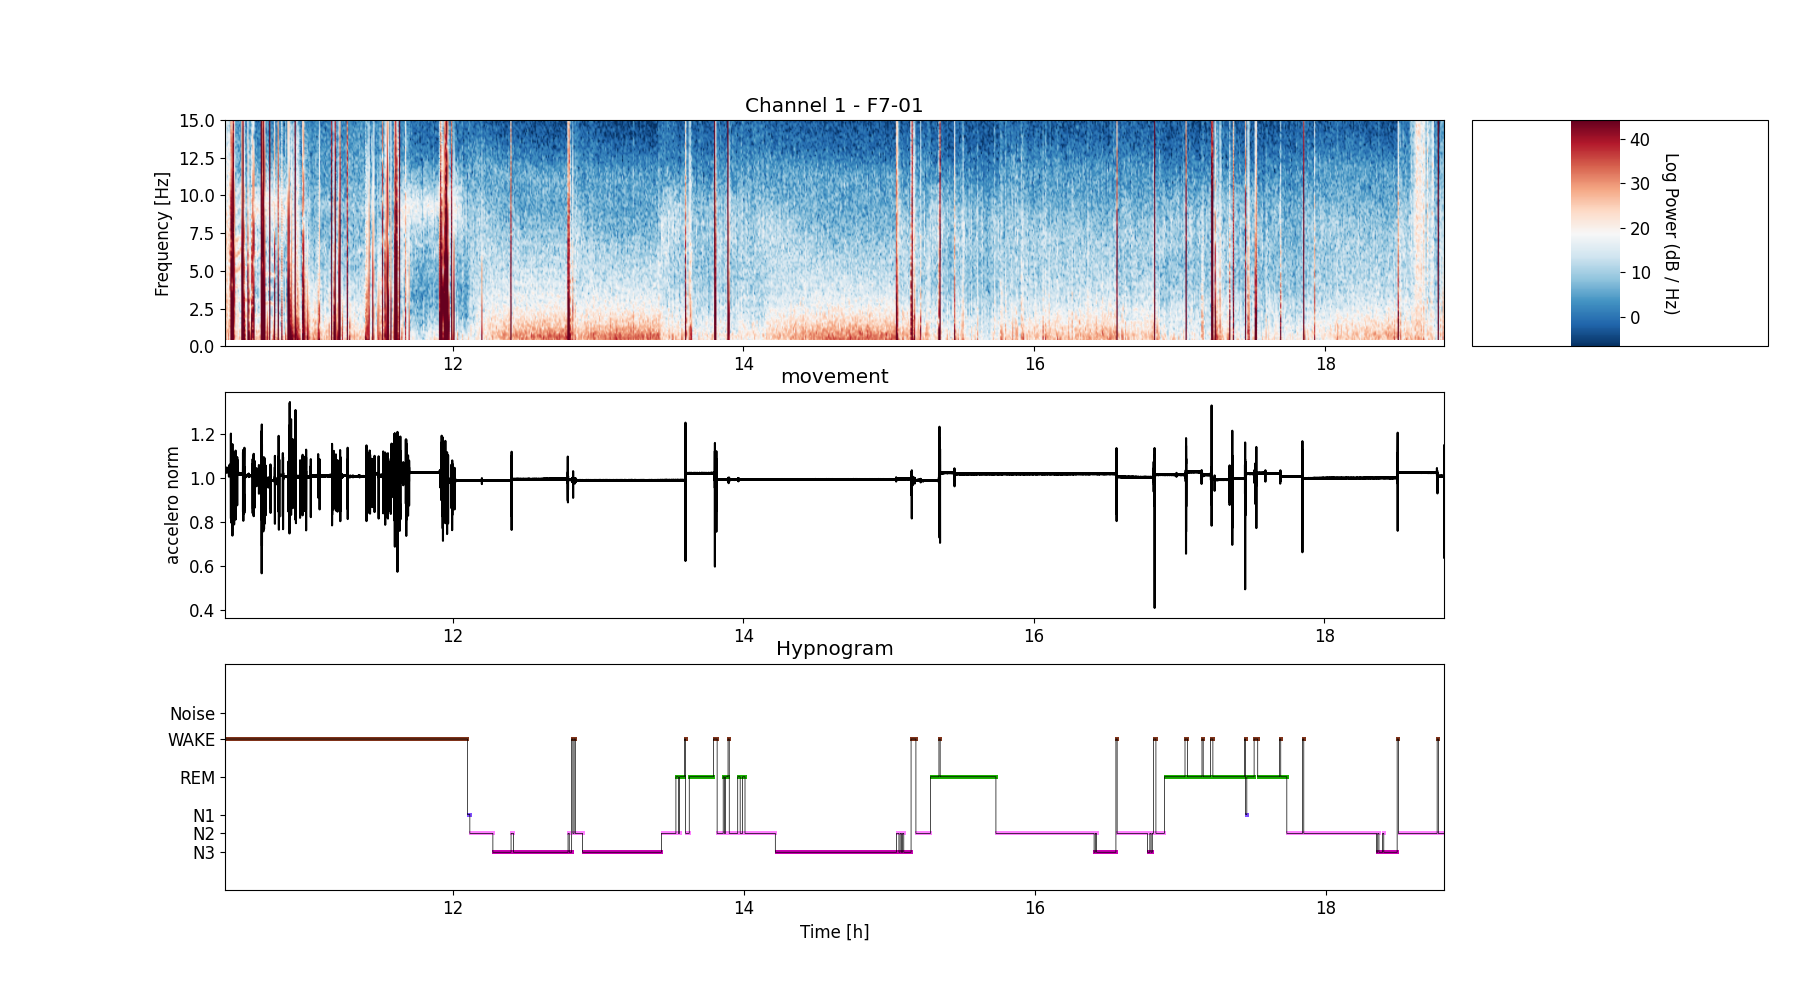 Channel 1 - F7-01
15.0
12.5
10.0
7.5
5.0
2.5
0.0
Frequency [Hz]
12 14 16 18
40
30
20
10
0
Log Power (dB / Hz)
movement
1.2
1.0
0.8
0.6
0.4
accelero norm
12 14 16 18
Hypnogram
Noise
WAKE
REM
N1
N2
N3
12 14 16 18
Time [h]